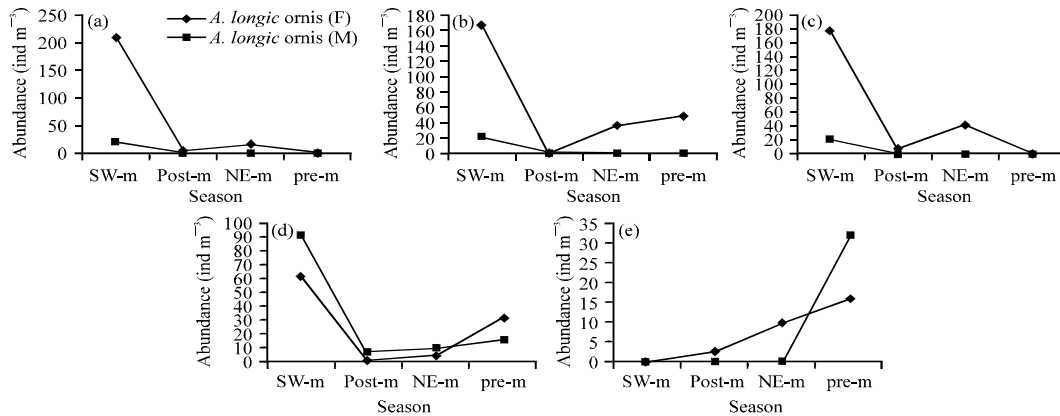 (a)
A. longic ornis (F)
A. longic ornis (M)
Abundance (ind m⁻³)
250
200
150
100
50
0
SW-m Post-m NE-m pre-m
Season
(b)
Abundance (ind m⁻³)
180
160
140
120
100
80
60
40
20
0
SW-m Post-m NE-m pre-m
Season
(c)
Abundance (ind m⁻³)
200
180
160
140
120
100
80
60
40
20
0
SW-m Post-m NE-m pre-m
Season
(d)
Abundance (ind m⁻³)
100
90
80
70
60
50
40
30
20
10
0
SW-m Post-m NE-m pre-m
Season
(e)
Abundance (ind m⁻³)
35
30
25
20
15
10
5
0
SW-m Post-m NE-m pre-m
Season